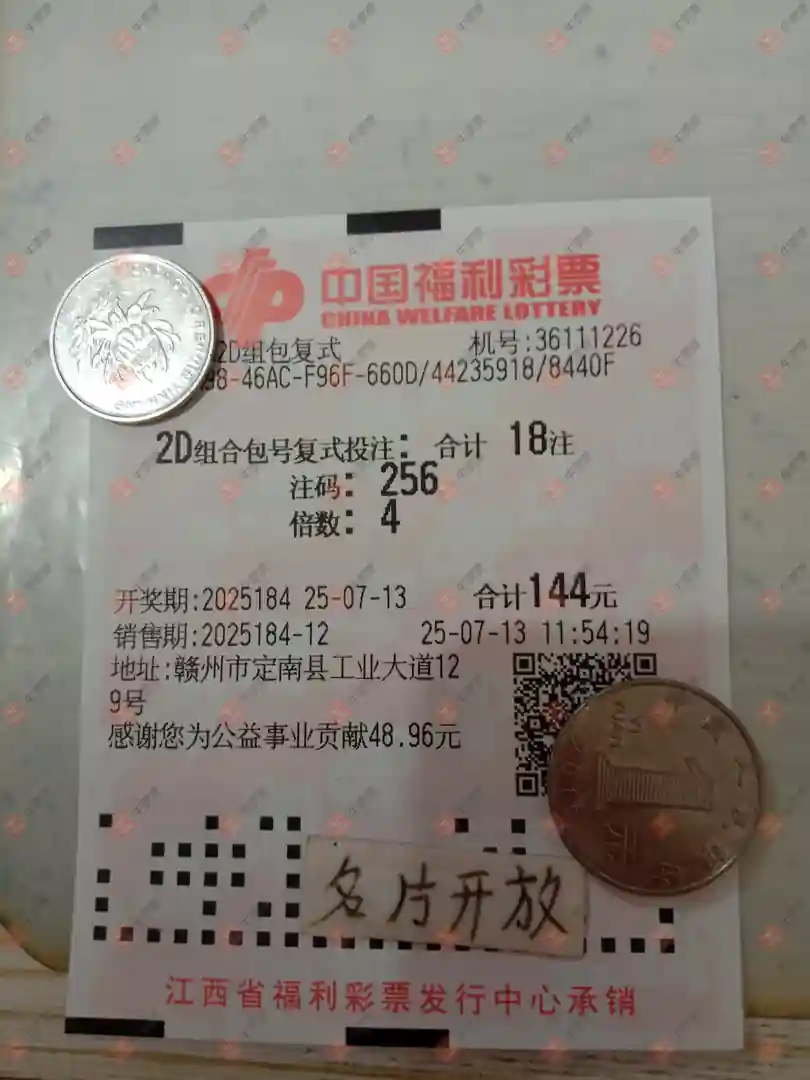 中国福利彩票
CHINA WELFARE LOTTERY
2D组包复式 机号:36111226
98-46AC-F96F-660D/44235918/8440F
2D组合包号复式投注: 合计 18注
注码: 256
倍数: 4
开奖期:2025184 25-07-13 合计144元
销售期:2025184-12 25-07-13 11:54:19
地址:赣州市定南县工业大道12
9号
感谢您为公益事业贡献48.96元
名片开放
江西省福利彩票发行中心承销